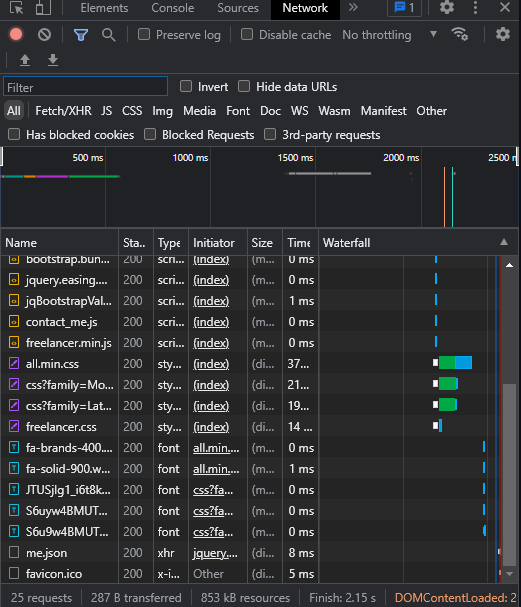 Elements Console Sources Network 1
Preserve log Disable cache No throttling
Filter Invert Hide data URLs
All Fetch/XHR JS CSS Img Media Font Doc WS Wasm Manifest Other
Has blocked cookies Blocked Requests 3rd-party requests
500 ms 1000 ms 1500 ms 2000 ms 2500 m
Name Sta.. Type Initiator Size Time Waterfall
bootstrap.bun... 200 scri... (index) (m... 0 ms
jquery.easing.... 200 scri... (index) (m... 0 ms
jqBootstrapVal... 200 scri... (index) (m... 1 ms
contact_me.js 200 scri... (index) (m... 0 ms
freelancer.min.js 200 scri... (index) (m... 0 ms
all.min.css 200 sty... (index) (di... 37...
css?family=Mo... 200 sty... (index) (di... 21...
css?family=Lat... 200 sty... (index) (di... 19...
freelancer.css 200 sty... (index) (di... 14 ...
fa-brands-400.... 200 font all.min.... (m... 0 ms
fa-solid-900.w... 200 font all.min.... (m... 1 ms
JTUSjIg1_i6t8k... 200 font css?fa... (m... 0 ms
S6uyw4BMUT... 200 font css?fa... (m... 0 ms
S6u9w4BMUT... 200 font css?fa... (m... 0 ms
me.json 200 xhr jquery.... (m... 8 ms
favicon.ico 200 x-i... Other (di... 5 ms
25 requests 287 B transferred 853 kB resources Finish: 2.15 s DOMContentLoaded: 2